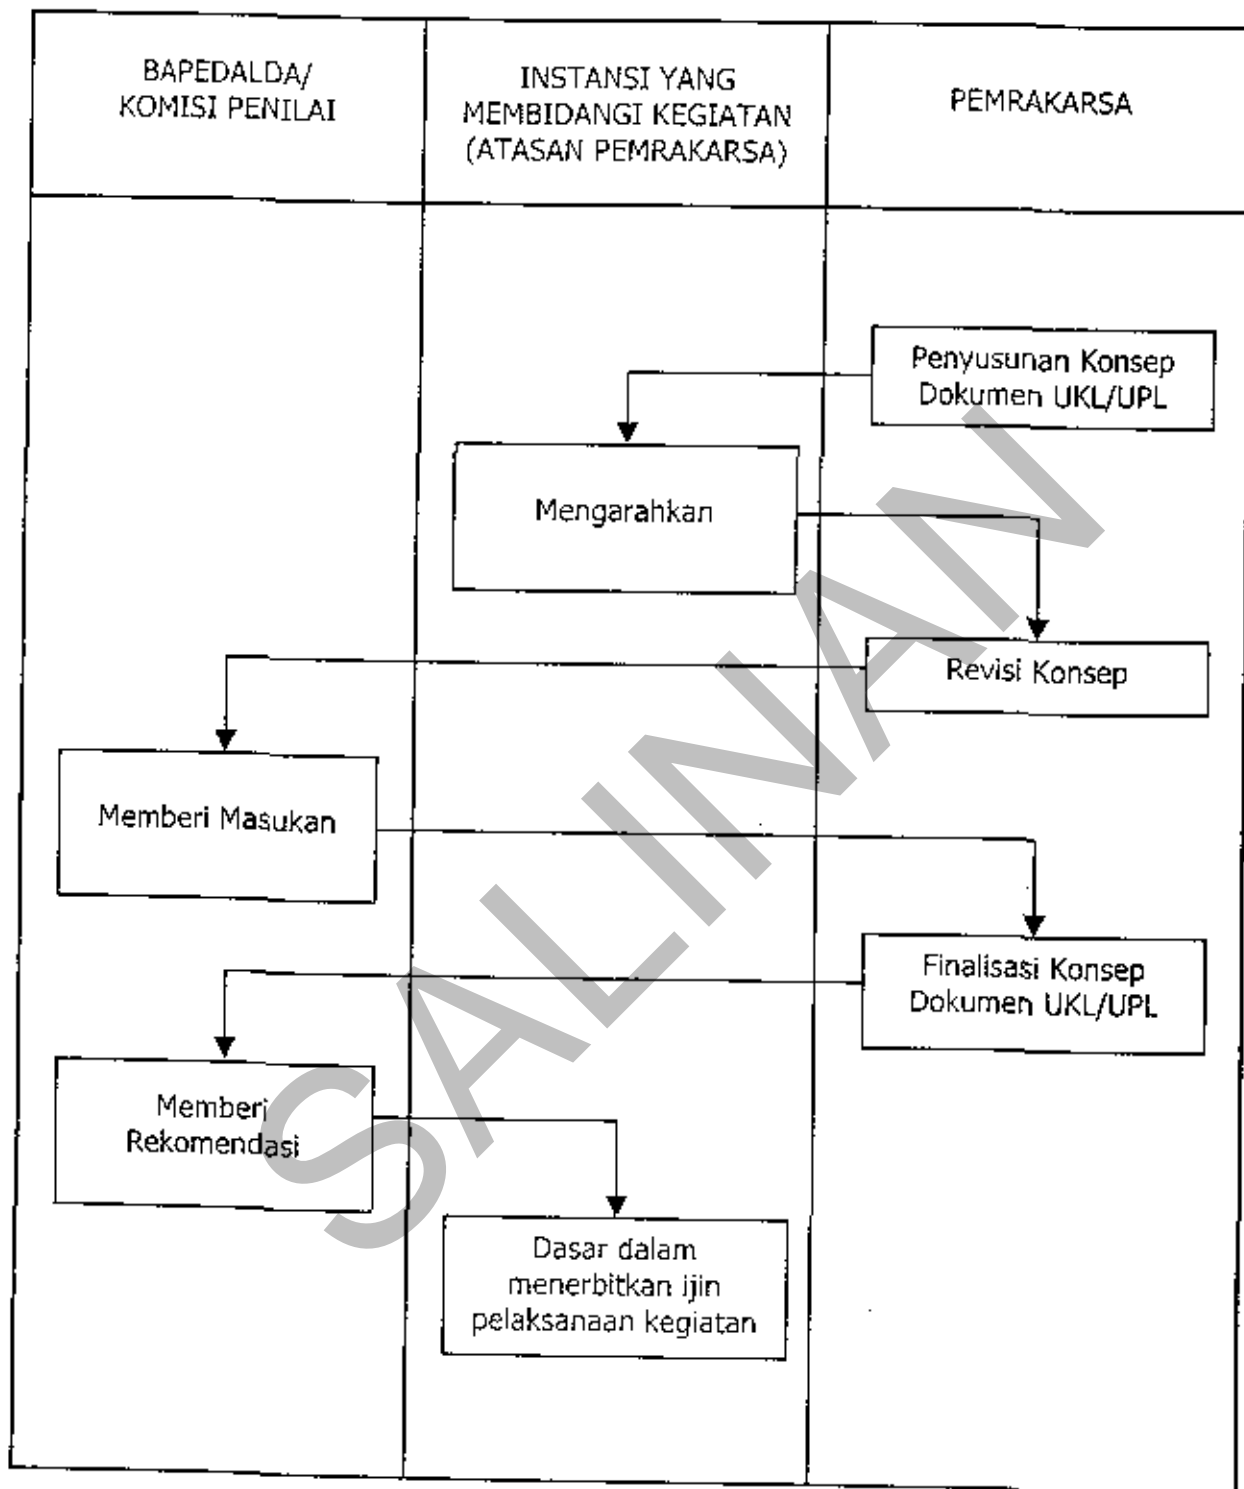 BAPEDALDA/
KOMISI PENILAI
INSTANSI YANG
MEMBIDANGI KEGIATAN
(ATASAN PEMRAKARSA)
PEMRAKARSA
Penyusunan Konsep
Dokumen UKL/UPL
Mengarahkan
Revisi Konsep
Memberi Masukan
Finalisasi Konsep
Dokumen UKL/UPL
Memberi
Rekomendasi
Dasar dalam
menerbitkan ijin
pelaksanaan kegiatan
SALINAN